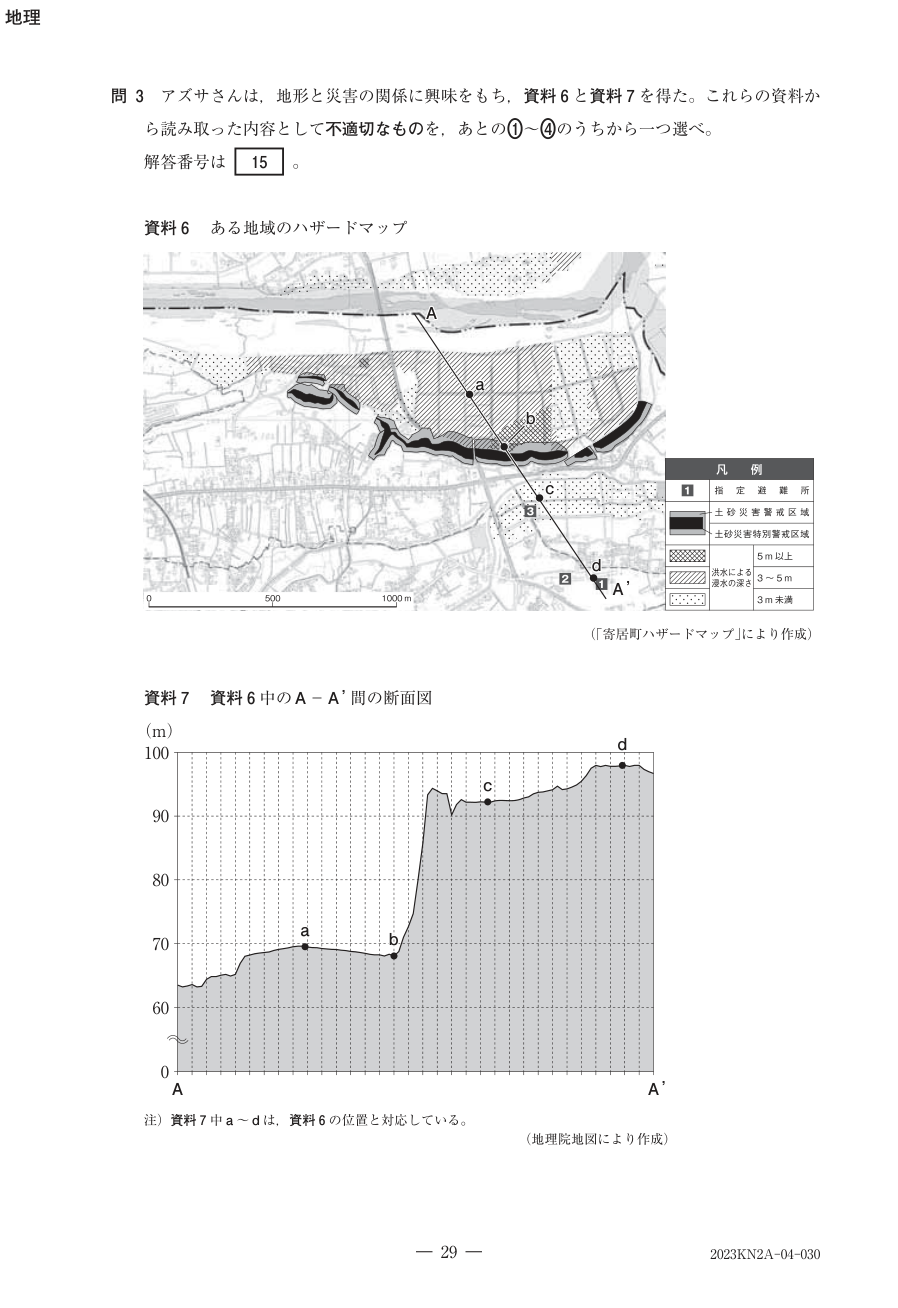 地理
問 3 アズサさんは，地形と災害の関係に興味をもち，資料6と資料7を得た。これらの資料か
ら読み取った内容として不適切なものを，あとの①～④のうちから一つ選べ。
解答番号は 15 。
資料6 ある地域のハザードマップ
A
a
b
c
3
d
2
1
A’
0 500 1000 m
凡 例
1 指定避難所
土砂災害警戒区域
土砂災害特別警戒区域
洪水による
浸水の深さ
5m以上
3～5m
3m未満
（「寄居町ハザードマップ」により作成）
資料7 資料6中のA－A’間の断面図
（m）
100
90
80
70
60
0
a
b
c
d
A
A’
注）資料7中a～dは，資料6の位置と対応している。
（地理院地図により作成）
― 29 ―
2023KN2A-04-030